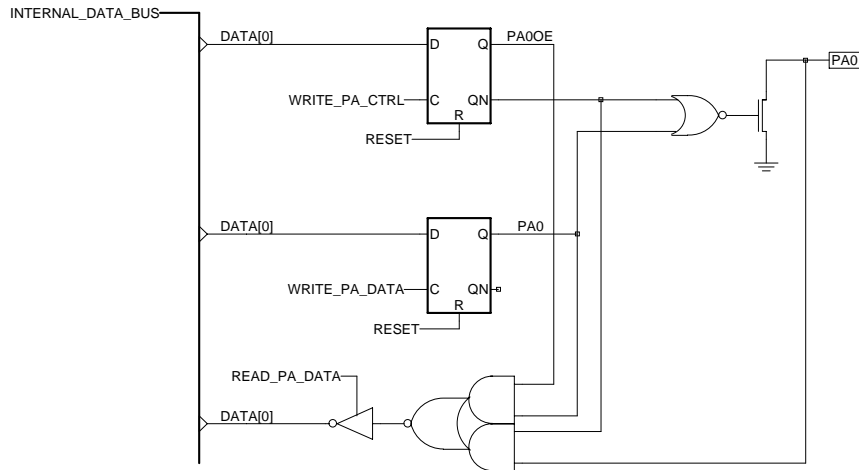 INTERNAL_DATA_BUS
DATA[0]
D
Q
PA0OE
PA0
WRITE_PA_CTRL
C
QN
R
RESET
DATA[0]
D
Q
PA0
WRITE_PA_DATA
C
QN
R
RESET
READ_PA_DATA
DATA[0]